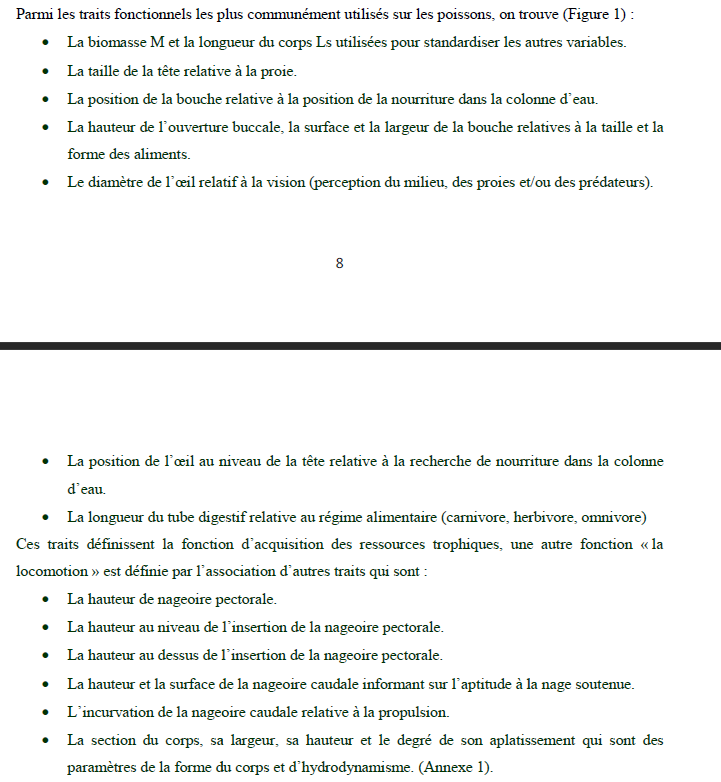 Parmi les traits fonctionnels les plus communément utilisés sur les poissons, on trouve (Figure 1) :
• La biomasse M et la longueur du corps Ls utilisées pour standardiser les autres variables.
• La taille de la tête relative à la proie.
• La position de la bouche relative à la position de la nourriture dans la colonne d’eau.
• La hauteur de l’ouverture buccale, la surface et la largeur de la bouche relatives à la taille et la
forme des aliments.
• Le diamètre de l’œil relatif à la vision (perception du milieu, des proies et/ou des prédateurs).
8
• La position de l’œil au niveau de la tête relative à la recherche de nourriture dans la colonne
d’eau.
• La longueur du tube digestif relative au régime alimentaire (carnivore, herbivore, omnivore)
Ces traits définissent la fonction d’acquisition des ressources trophiques, une autre fonction « la
locomotion » est définie par l’association d’autres traits qui sont :
• La hauteur de nageoire pectorale.
• La hauteur au niveau de l’insertion de la nageoire pectorale.
• La hauteur au dessus de l’insertion de la nageoire pectorale.
• La hauteur et la surface de la nageoire caudale informant sur l’aptitude à la nage soutenue.
• L’incurvation de la nageoire caudale relative à la propulsion.
• La section du corps, sa largeur, sa hauteur et le degré de son aplatissement qui sont des
paramètres de la forme du corps et d’hydrodynamisme. (Annexe 1).